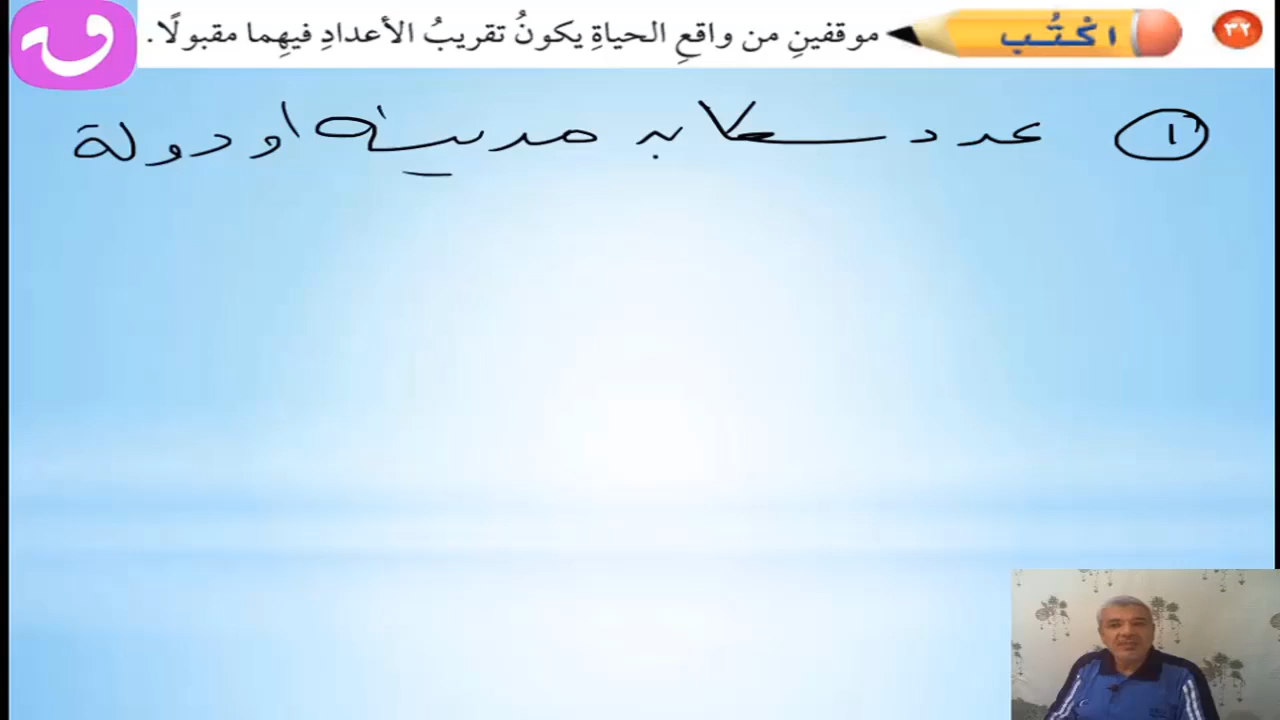 ٣٢ اكْتُب موقفينِ من واقعِ الحياةِ يكونُ تقريبُ الأعدادِ فيهِما مقبولًا.
١ عدد سكان مدينة او دولة